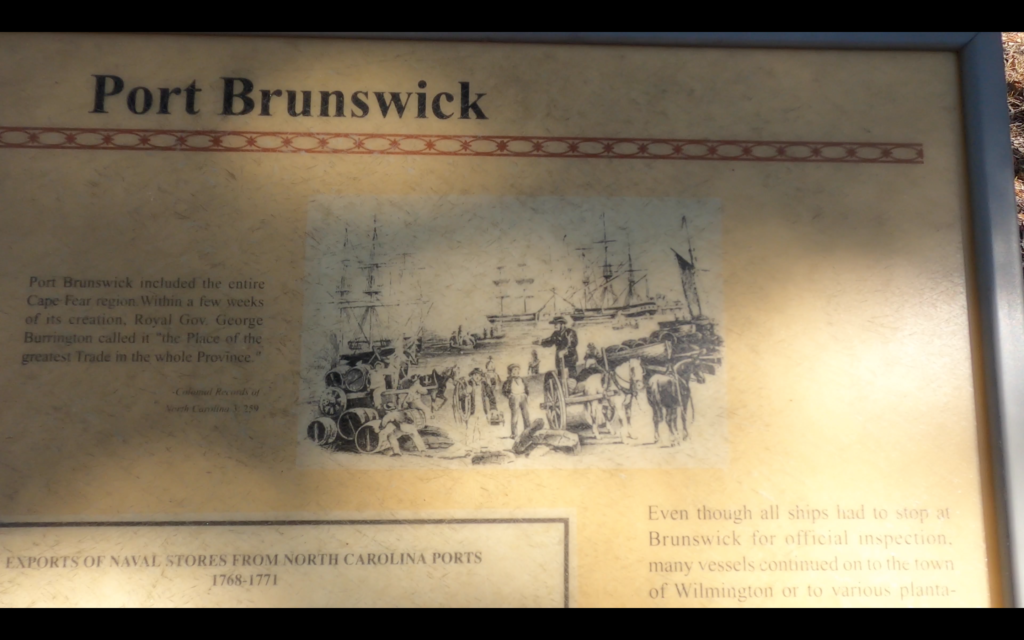 Port Brunswick
Port Brunswick included the entire
Cape Fear region. Within a few weeks
of its creation, Royal Gov. George
Burrington called it "the Place of the
greatest Trade in the whole Province."
Colonial Records of
North Carolina 3: 259
EXPORTS OF NAVAL STORES FROM NORTH CAROLINA PORTS
1768-1771
Even though all ships had to stop at
Brunswick for official inspection,
many vessels continued on to the town
of Wilmington or to various planta-